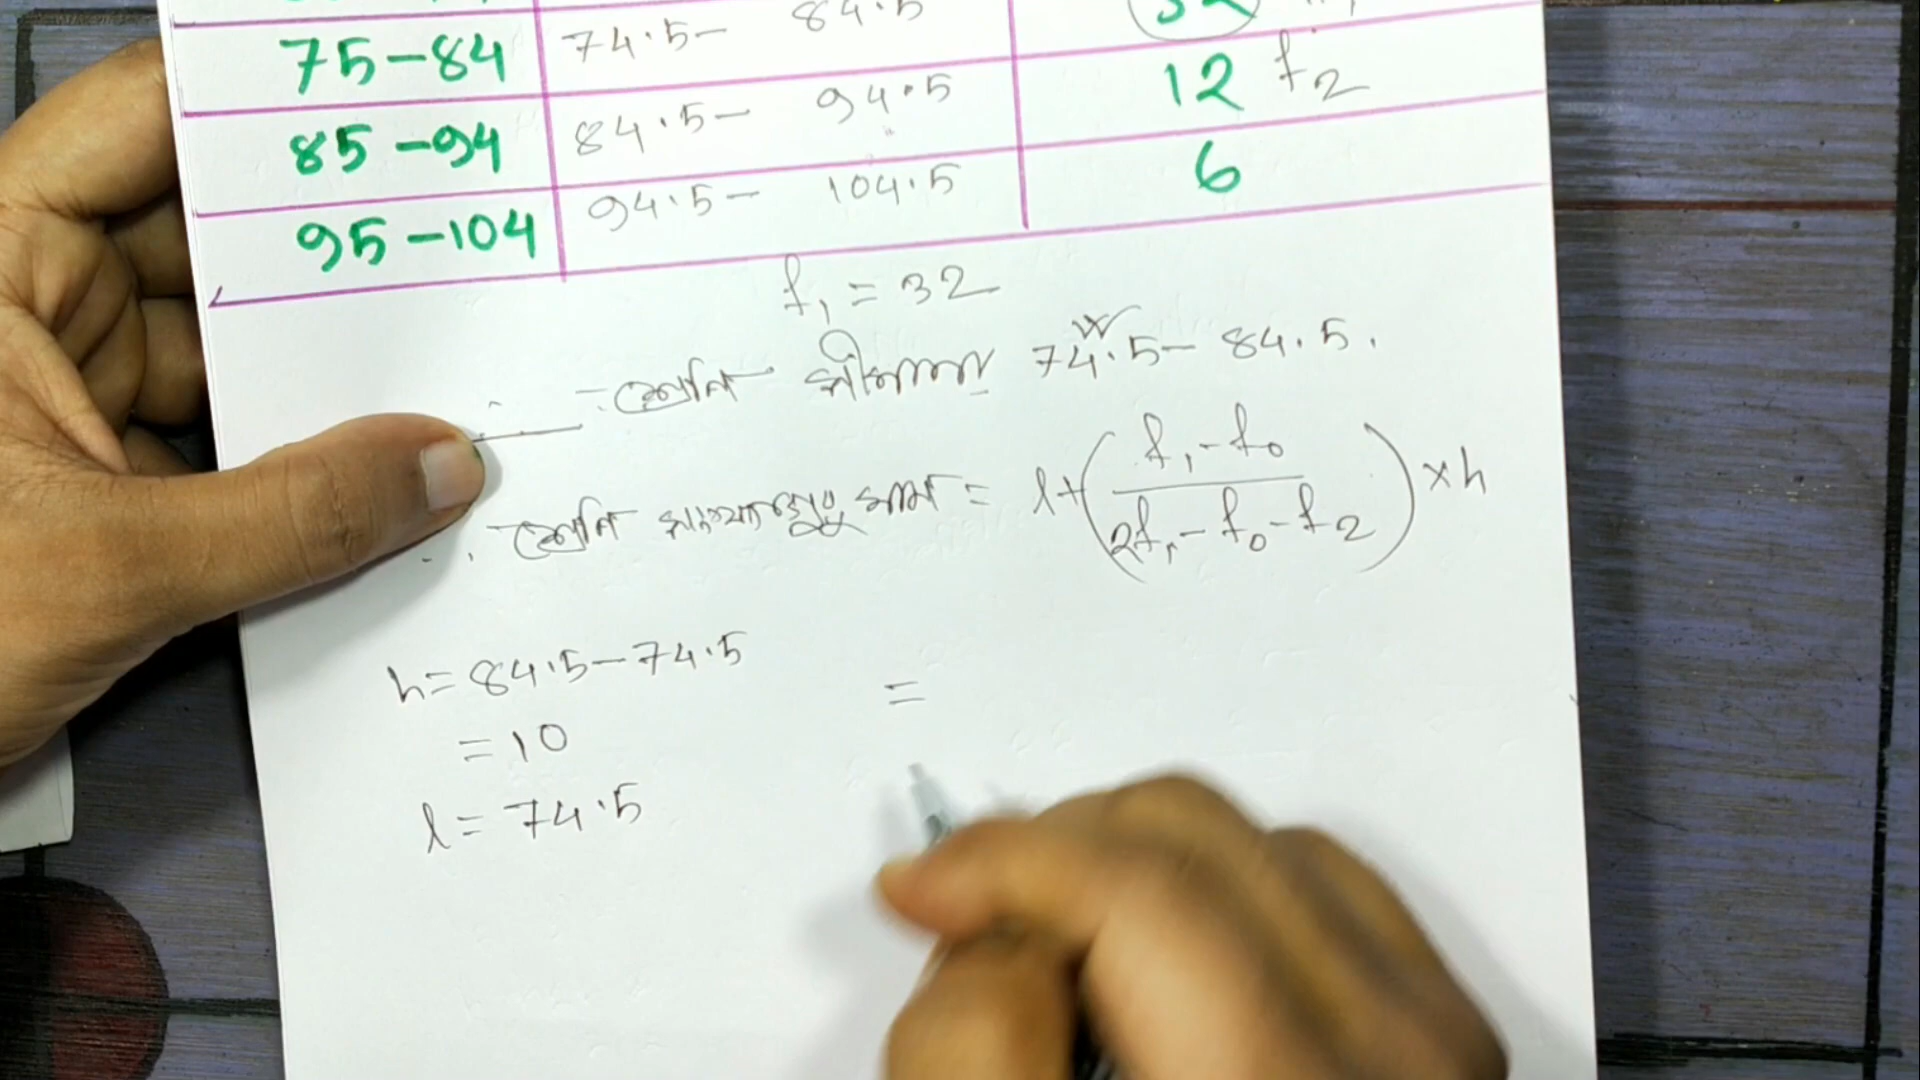 75-84 74.5- 84.5 32
85-94 84.5- 94.5 12 f₂
95-104 94.5- 104.5 6
f₁ = 32
শ্রেণি 74.5- 84.5.
শ্রেণির = l+(f₁-f₀/2f₁-f₀-f₂)×h
h= 84.5-74.5 =
= 10
l= 74.5